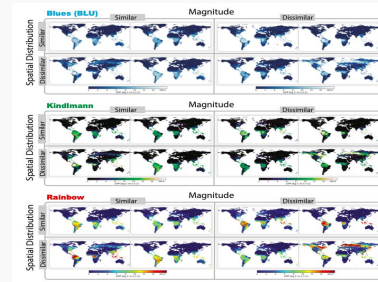 Blues (BLU)
Magnitude
Similar
Dissimilar
Spatial Distribution
Similar
Dissimilar
Kindlmann
Magnitude
Similar
Dissimilar
Spatial Distribution
Similar
Dissimilar
Rainbow
Magnitude
Similar
Dissimilar
Spatial Distribution
Similar
Dissimilar